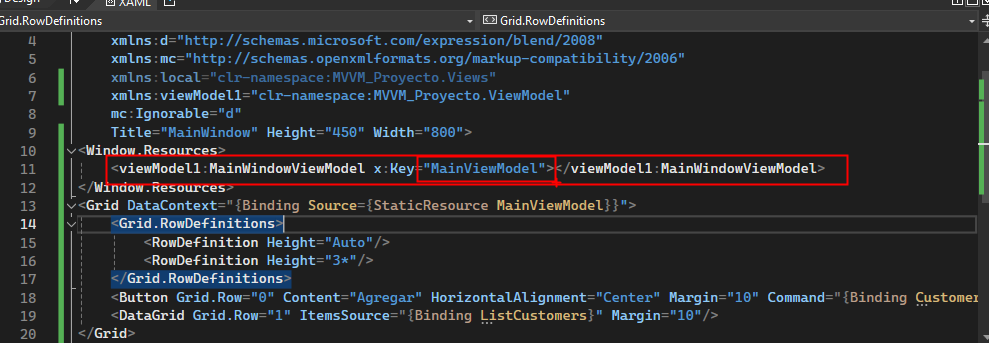 Design
XAML
Grid.RowDefinitions
Grid.RowDefinitions
4 xmlns:d="http://schemas.microsoft.com/expression/blend/2008"
5 xmlns:mc="http://schemas.openxmlformats.org/markup-compatibility/2006"
6 xmlns:local="clr-namespace:MVVM_Proyecto.Views"
7 xmlns:viewModel1="clr-namespace:MVVM_Proyecto.ViewModel"
8 mc:Ignorable="d"
9 Title="MainWindow" Height="450" Width="800">
10 <Window.Resources>
11 <viewModel1:MainWindowViewModel x:Key="MainViewModel"></viewModel1:MainWindowViewModel>
12 </Window.Resources>
13 <Grid DataContext="{Binding Source={StaticResource MainViewModel}}">
14 <Grid.RowDefinitions>
15 <RowDefinition Height="Auto"/>
16 <RowDefinition Height="3*"/>
17 </Grid.RowDefinitions>
18 <Button Grid.Row="0" Content="Agregar" HorizontalAlignment="Center" Margin="10" Command="{Binding Customer
19 <DataGrid Grid.Row="1" ItemsSource="{Binding ListCustomers}" Margin="10"/>
20 </Grid>